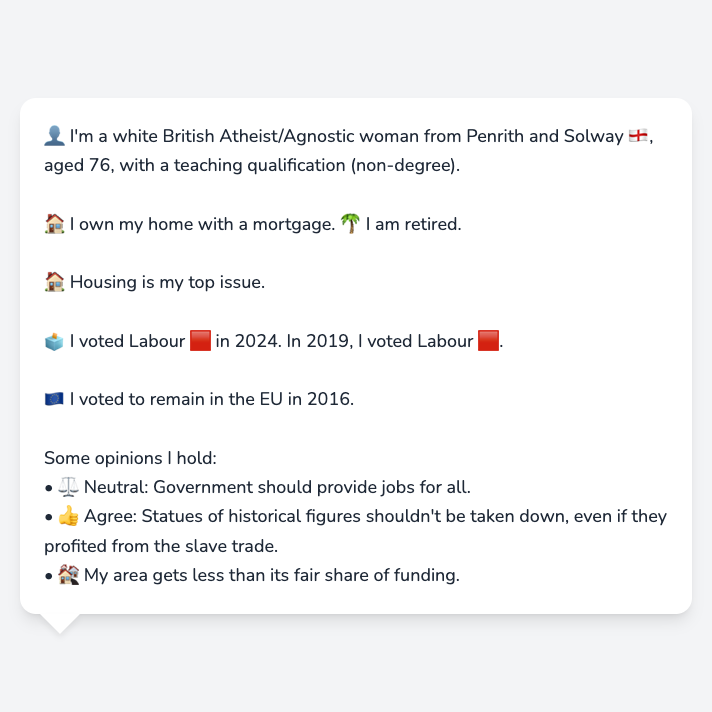 👤 I'm a white British Atheist/Agnostic woman from Penrith and Solway 🏴󠁧󠁢󠁥󠁮󠁧󠁿,
aged 76, with a teaching qualification (non-degree).
🏠 I own my home with a mortgage. 🌴 I am retired.
🏠 Housing is my top issue.
🗳️ I voted Labour 🟥 in 2024. In 2019, I voted Labour 🟥.
🇪🇺 I voted to remain in the EU in 2016.
Some opinions I hold:
• ⚖️ Neutral: Government should provide jobs for all.
• 👍 Agree: Statues of historical figures shouldn't be taken down, even if they
profited from the slave trade.
• 🏘️ My area gets less than its fair share of funding.